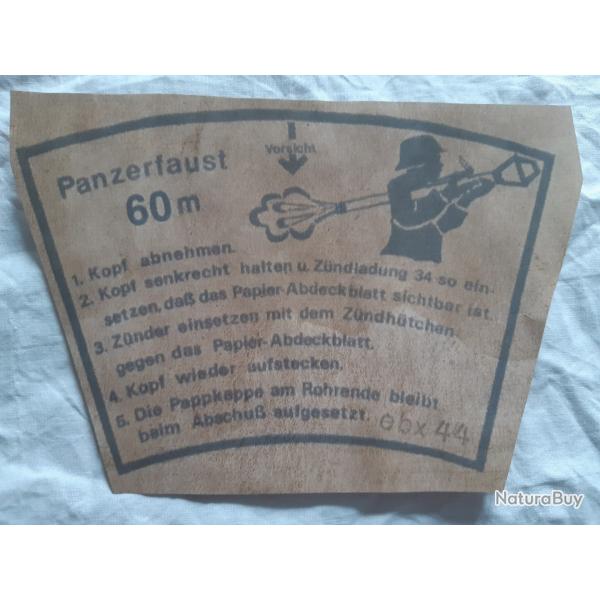 Vorsicht
Panzerfaust
60m
1. Kopf abnehmen.
2. Kopf senkrecht halten u. Zündladung 34 so ein-
setzen, daß das Papier-Abdeckblatt sichtbar ist.
3. Zünder einsetzen mit dem Zündhütchen
gegen das Papier-Abdeckblatt.
4. Kopf wieder aufstecken.
5. Die Pappkappe am Rohrende bleibt
beim Abschuß aufgesetzt. obx 44
NaturaBuy